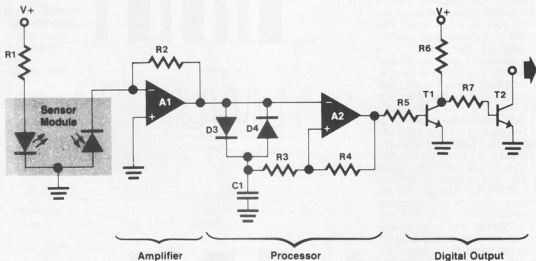 V+
R1
Sensor
Module
R2
−
A1
+
D3
D4
C1
R3
−
A2
+
R4
R5
V+
R6
T1
R7
T2
Amplifier
Processor
Digital Output